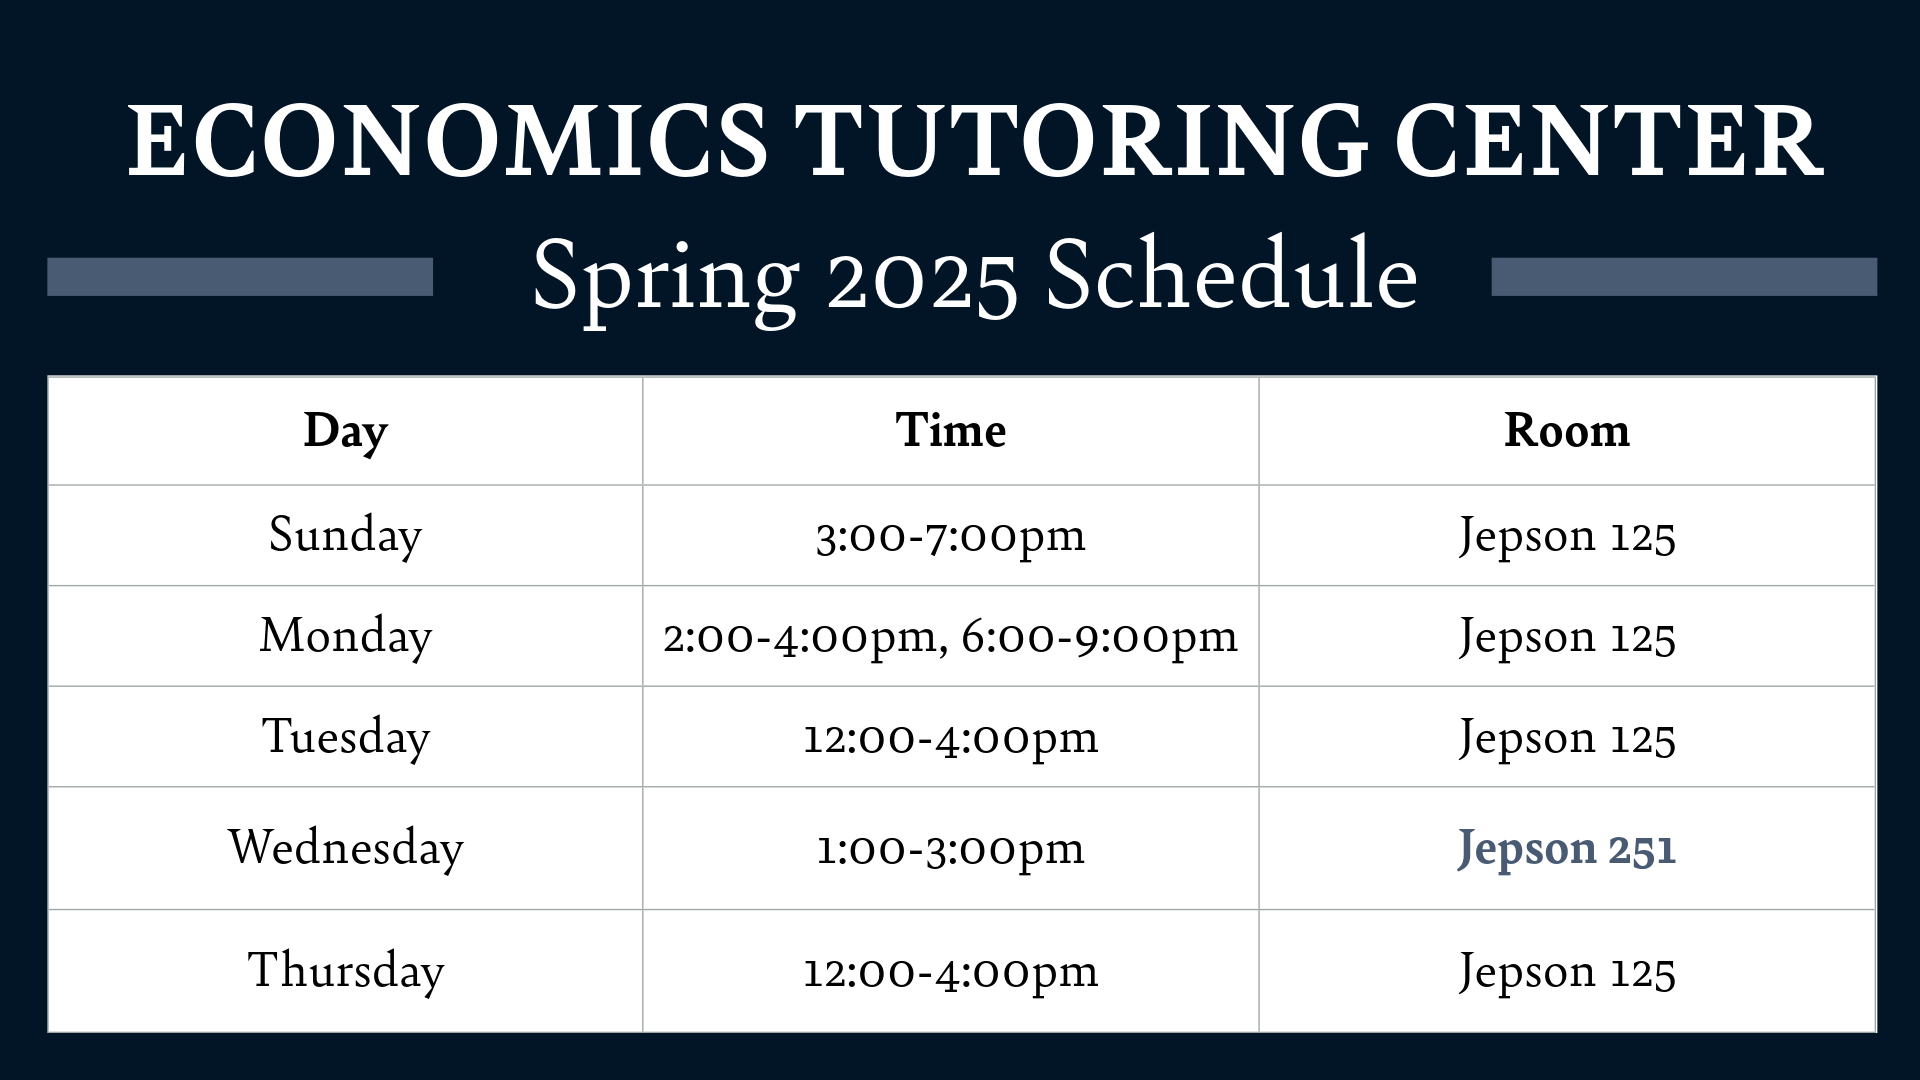 ECONOMICS TUTORING CENTER
Spring 2025 Schedule
Day Time Room
Sunday 3:00-7:00pm Jepson 125
Monday 2:00-4:00pm, 6:00-9:00pm Jepson 125
Tuesday 12:00-4:00pm Jepson 125
Wednesday 1:00-3:00pm Jepson 251
Thursday 12:00-4:00pm Jepson 125